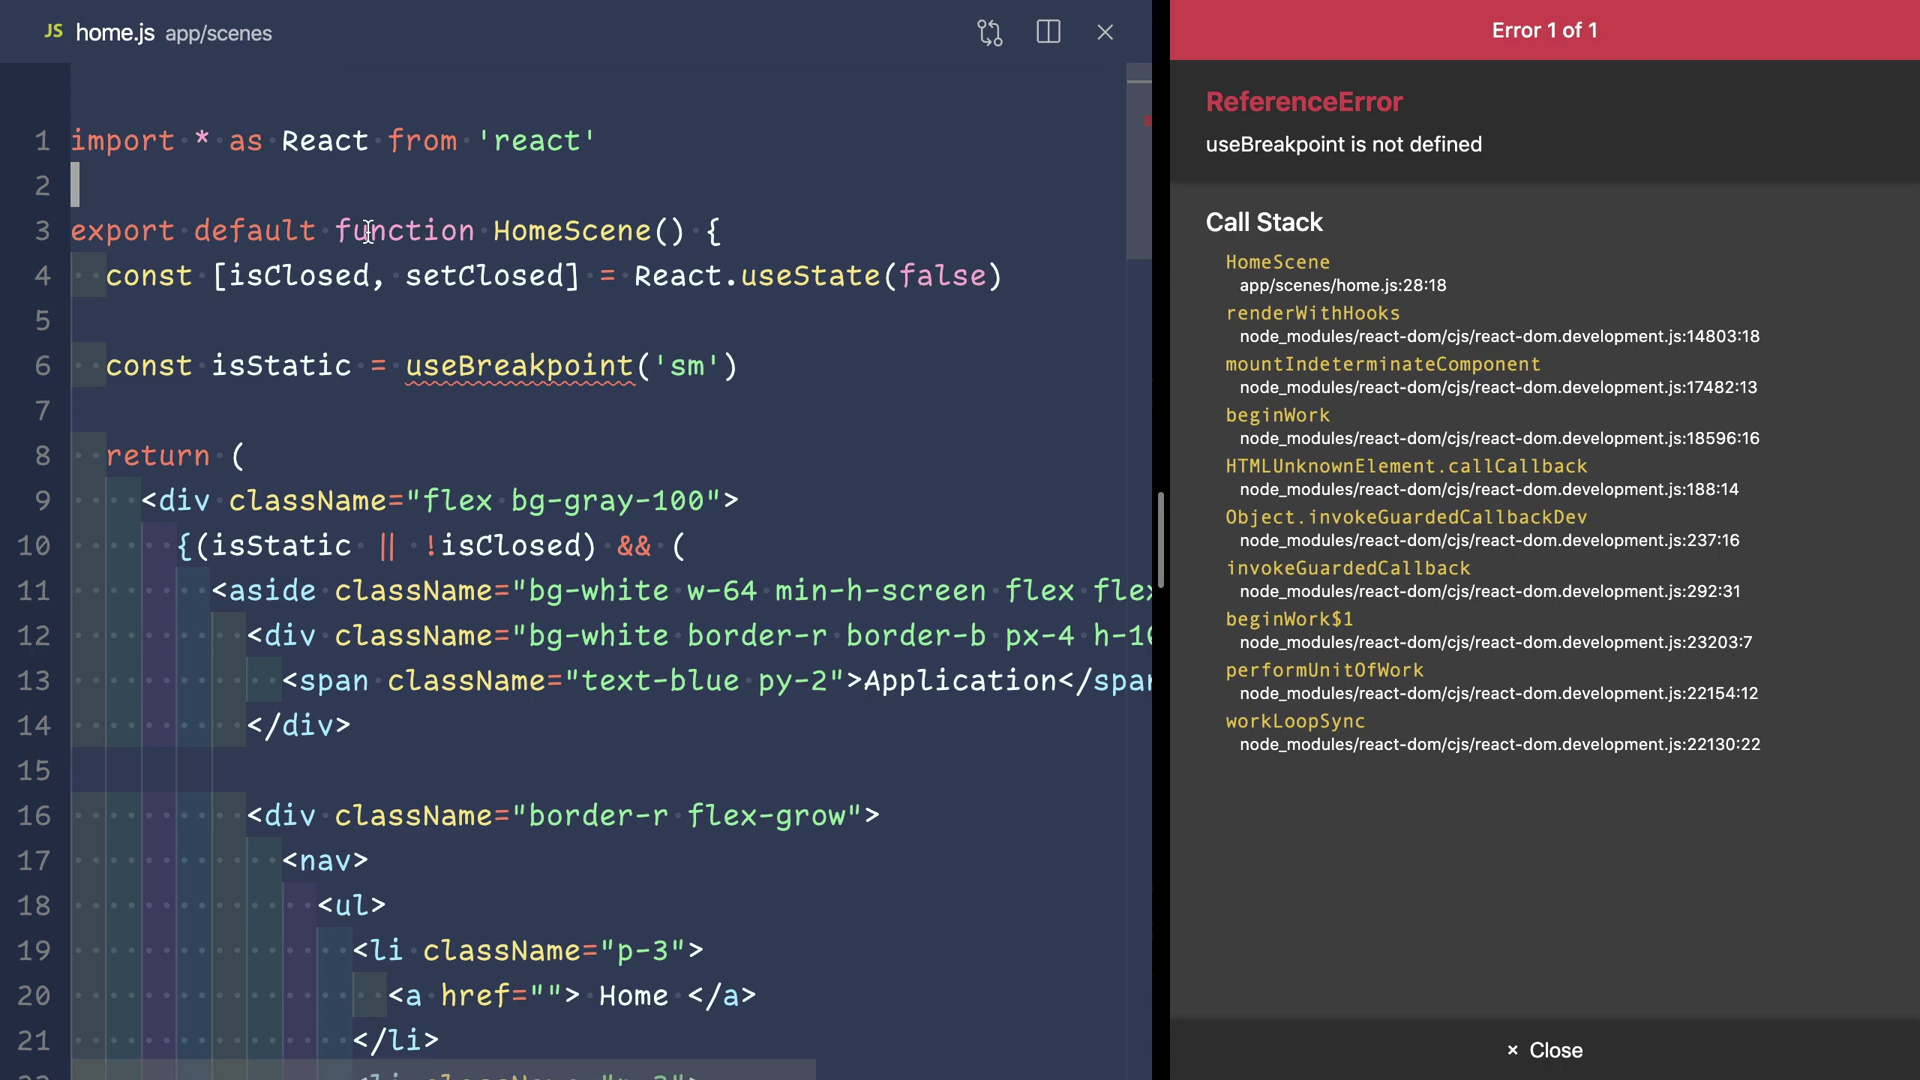 JS home.js app/scenes
1 import * as React from 'react'
2
3 export default function HomeScene() {
4 const [isClosed, setClosed] = React.useState(false)
5
6 const isStatic = useBreakpoint('sm')
7
8 return (
9 <div className="flex bg-gray-100">
10 {(isStatic || !isClosed) && (
11 <aside className="bg-white w-64 min-h-screen flex flex
12 <div className="bg-white border-r border-b px-4 h-10
13 <span className="text-blue py-2">Application</span
14 </div>
15
16 <div className="border-r flex-grow">
17 <nav>
18 <ul>
19 <li className="p-3">
20 <a href=""> Home </a>
21 </li>
Error 1 of 1
ReferenceError
useBreakpoint is not defined
Call Stack
HomeScene
app/scenes/home.js:28:18
renderWithHooks
node_modules/react-dom/cjs/react-dom.development.js:14803:18
mountIndeterminateComponent
node_modules/react-dom/cjs/react-dom.development.js:17482:13
beginWork
node_modules/react-dom/cjs/react-dom.development.js:18596:16
HTMLUnknownElement.callCallback
node_modules/react-dom/cjs/react-dom.development.js:188:14
Object.invokeGuardedCallbackDev
node_modules/react-dom/cjs/react-dom.development.js:237:16
invokeGuardedCallback
node_modules/react-dom/cjs/react-dom.development.js:292:31
beginWork$1
node_modules/react-dom/cjs/react-dom.development.js:23203:7
performUnitOfWork
node_modules/react-dom/cjs/react-dom.development.js:22154:12
workLoopSync
node_modules/react-dom/cjs/react-dom.development.js:22130:22
× Close